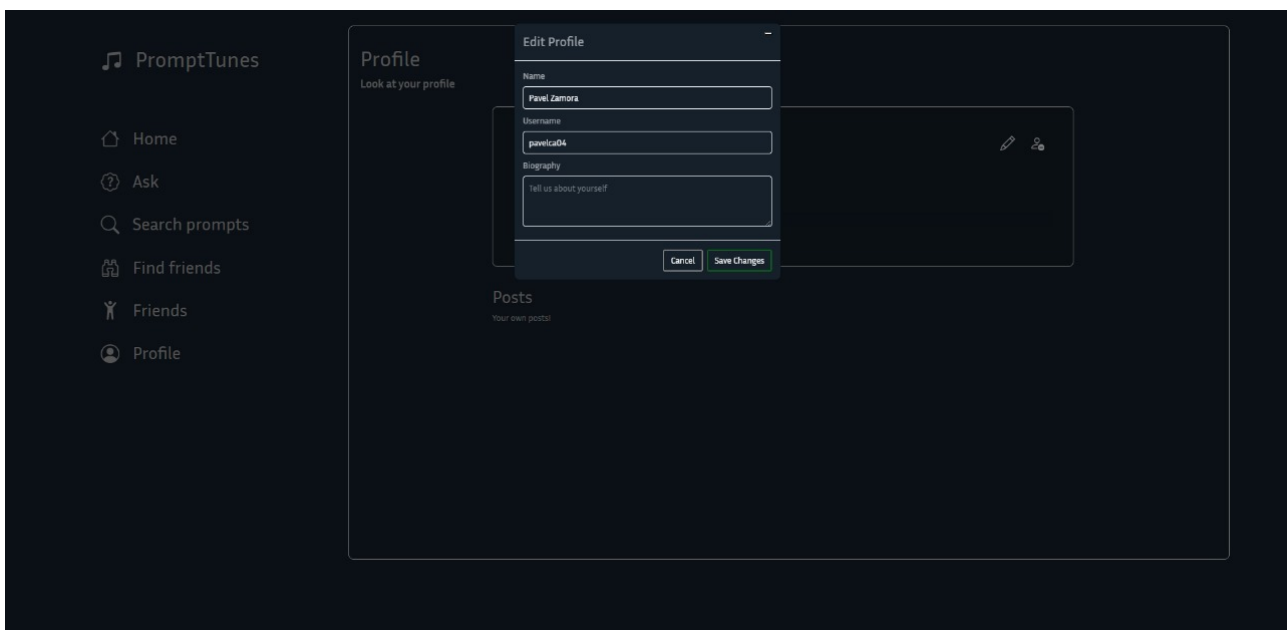 PromptTunes
Home
Ask
Search prompts
Find friends
Friends
Profile
Profile
Look at your profile
Edit Profile
Name
Pavel Zamora
Username
pavelca04
Biography
Tell us about yourself
Cancel
Save Changes
Posts
Your own posts!